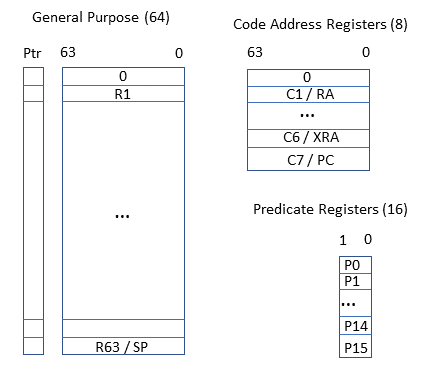 General Purpose (64)
Ptr 63 0
0
R1
...
R63 / SP
Code Address Registers (8)
63 0
0
C1 / RA
...
C6 / XRA
C7 / PC
Predicate Registers (16)
1 0
P0
P1
...
P14
P15